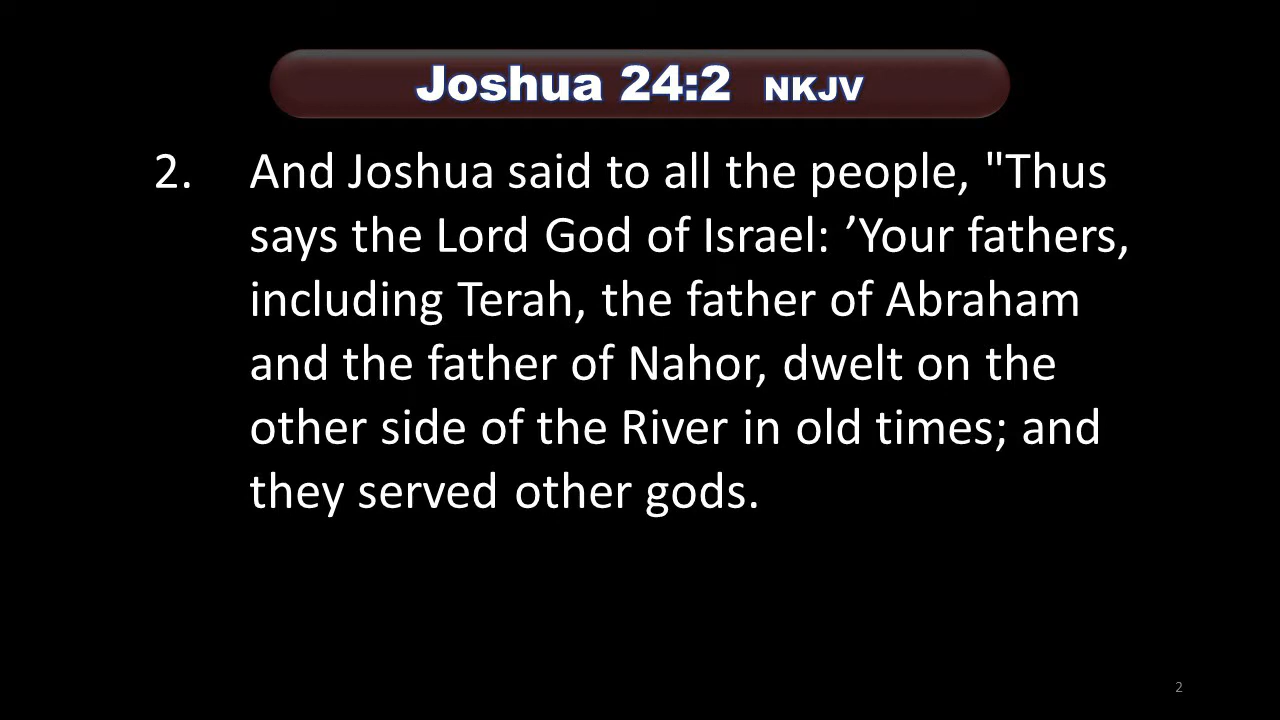 Joshua 24:2 NKJV
2. And Joshua said to all the people, "Thus
says the Lord God of Israel: ’Your fathers,
including Terah, the father of Abraham
and the father of Nahor, dwelt on the
other side of the River in old times; and
they served other gods.
2